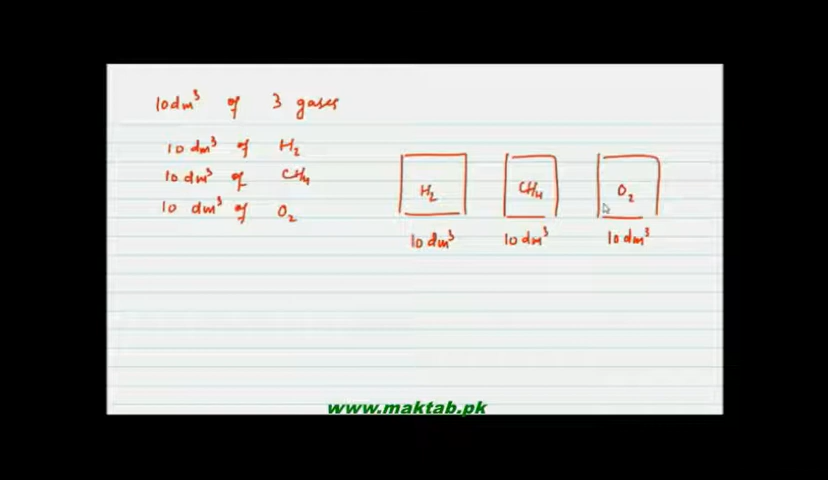 10dm³ of 3 gases
10 dm³ of H₂
10 dm³ of CH₄
10 dm³ of O₂
H₂ CH₄ O₂
10 dm³ 10 dm³ 10 dm³
www.maktab.pk